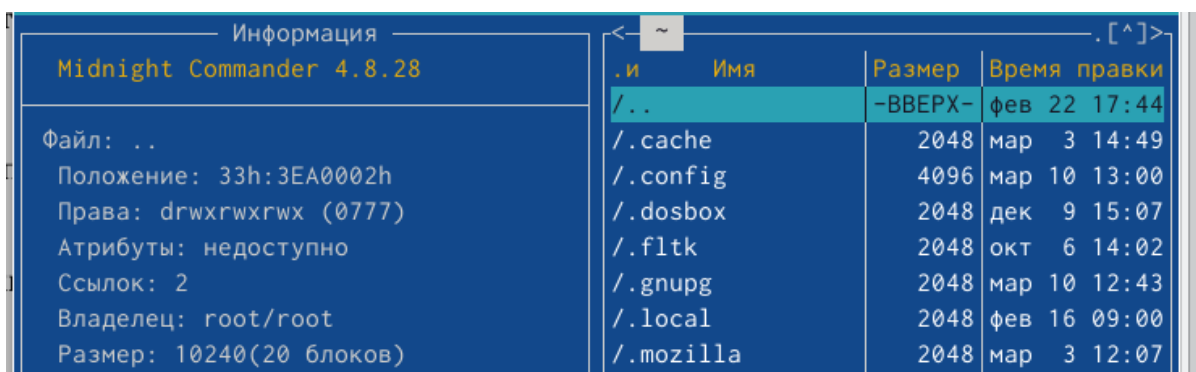 Информация
Midnight Commander 4.8.28
Файл: ..
Положение: 33h:3EA0002h
Права: drwxrwxrwx (0777)
Атрибуты: недоступно
Ссылок: 2
Владелец: root/root
Размер: 10240(20 блоков)
<- ~ .[^]>
.и Имя Размер Время правки
/.. -ВВЕРХ- фев 22 17:44
/.cache 2048 мар 3 14:49
/.config 4096 мар 10 13:00
/.dosbox 2048 дек 9 15:07
/.fltk 2048 окт 6 14:02
/.gnupg 2048 мар 10 12:43
/.local 2048 фев 16 09:00
/.mozilla 2048 мар 3 12:07